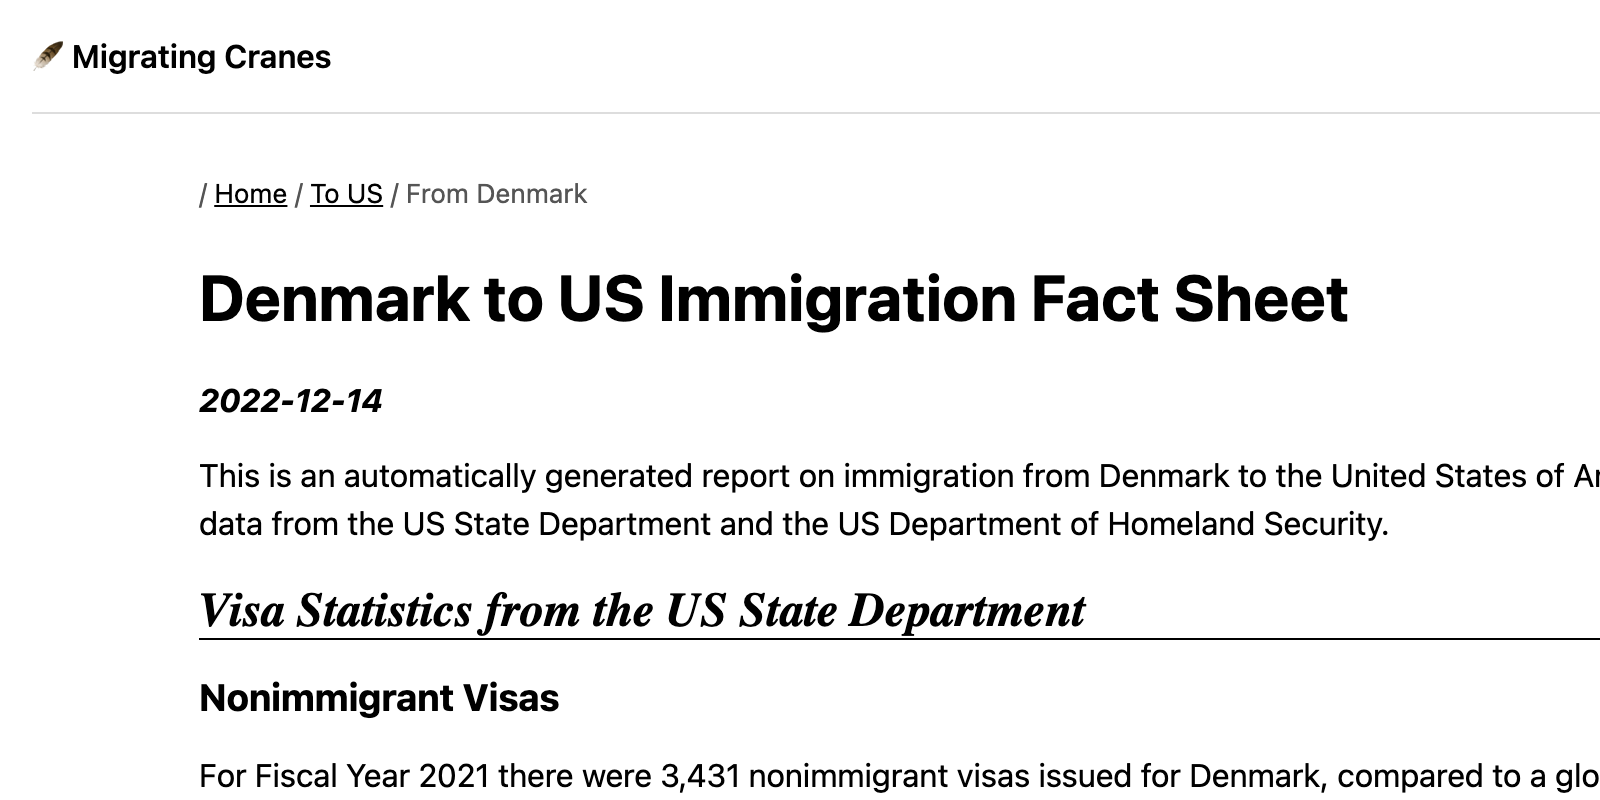 Migrating Cranes
/ Home / To US / From Denmark
Denmark to US Immigration Fact Sheet
2022-12-14
This is an automatically generated report on immigration from Denmark to the United States of
data from the US State Department and the US Department of Homeland Security.
Visa Statistics from the US State Department
Nonimmigrant Visas
For Fiscal Year 2021 there were 3,431 nonimmigrant visas issued for Denmark, compared to a